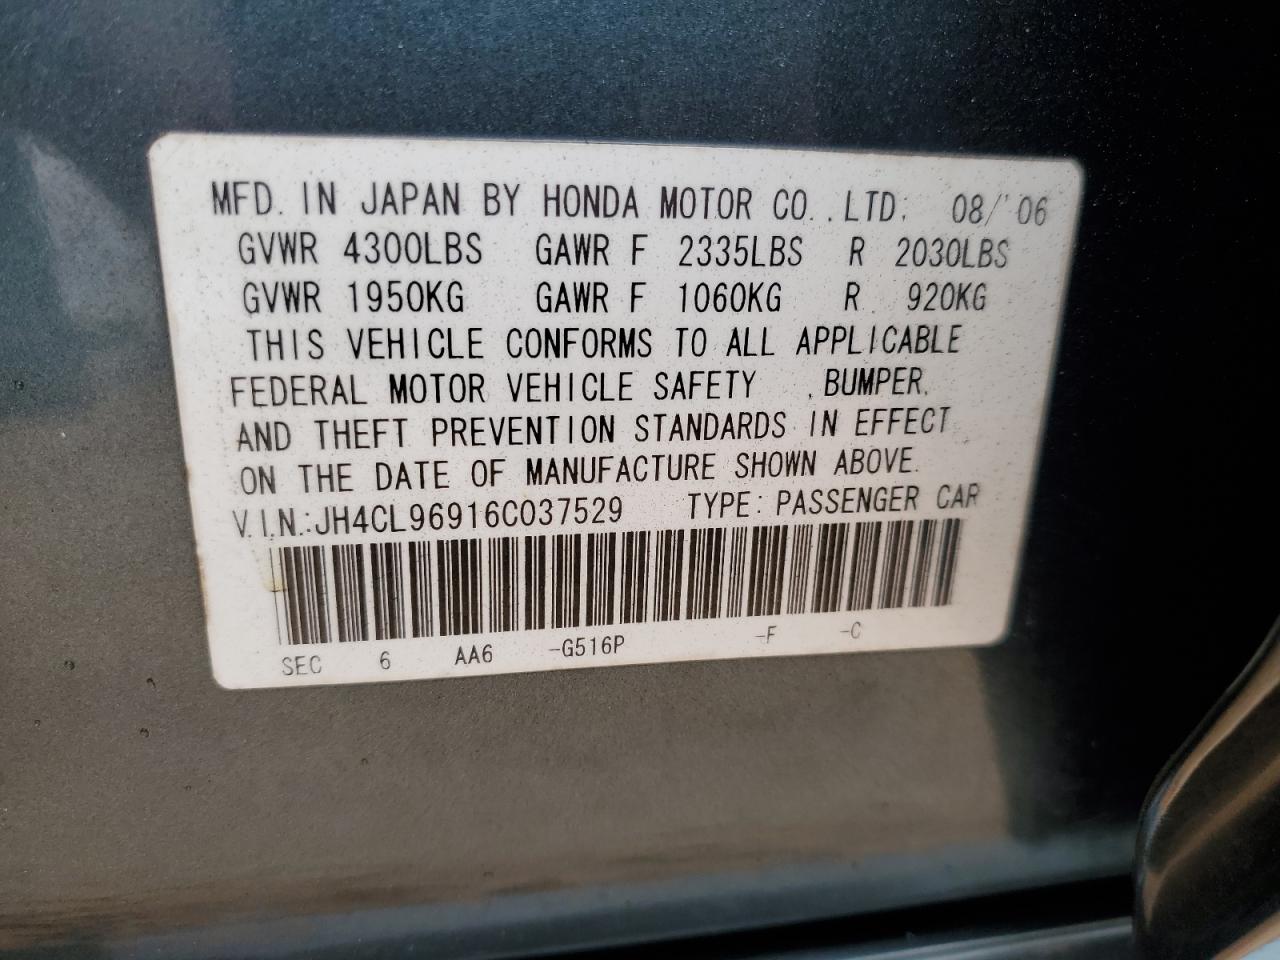 MFD. IN JAPAN BY HONDA MOTOR CO.,LTD. 08/'06
GVWR 4300LBS GAWR F 2335LBS R 2030LBS
GVWR 1950KG GAWR F 1060KG R 920KG
THIS VEHICLE CONFORMS TO ALL APPLICABLE
FEDERAL MOTOR VEHICLE SAFETY ,BUMPER,
AND THEFT PREVENTION STANDARDS IN EFFECT
ON THE DATE OF MANUFACTURE SHOWN ABOVE.
V.I.N.:JH4CL96916C037529 TYPE:PASSENGER CAR
SEC 6 AA6 -G516P -F -C